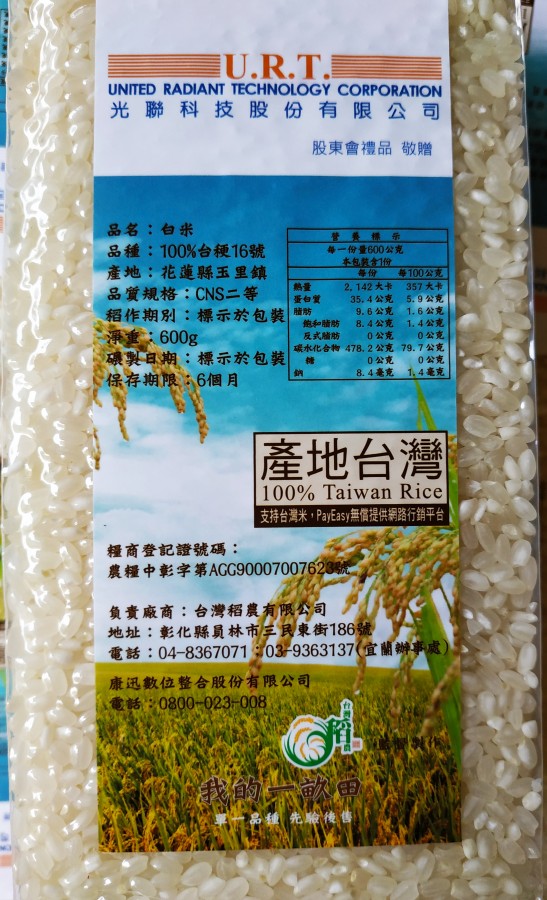 U.R.T.
UNITED RADIANT TECHNOLOGY CORPORATION
光聯科技股份有限公司
股東會禮品 敬贈
品名：白米
品種：100%台稉16號
產地：花蓮縣玉里鎮
品質規格：CNS二等
稻作期別：標示於包裝
淨重：600g
碾製日期：標示於包裝
保存期限：6個月
營養標示
每一份量600公克
本包裝含1份
每份 每100公克
熱量 2,142大卡 357大卡
蛋白質 35.4公克 5.9公克
脂肪 9.6公克 1.6公克
飽和脂肪 8.4公克 1.4公克
反式脂肪 0公克 0公克
碳水化合物 478.2公克 79.7公克
糖 0公克 0公克
鈉 8.4毫克 1.4毫克
產地台灣
100% Taiwan Rice
支持台灣米，PayEasy無償提供網路行銷平台
糧商登記證號碼：
農糧中彰字第AGG90007007623號
負責廠商：台灣稻農有限公司
地址：彰化縣員林市三民東街186號
電話：04-8367071；03-9363137(宜蘭辦事處)
康迅數位整合股份有限公司
電話：0800-023-008
台灣稻農
我的一畝田
單一品種 先驗後售